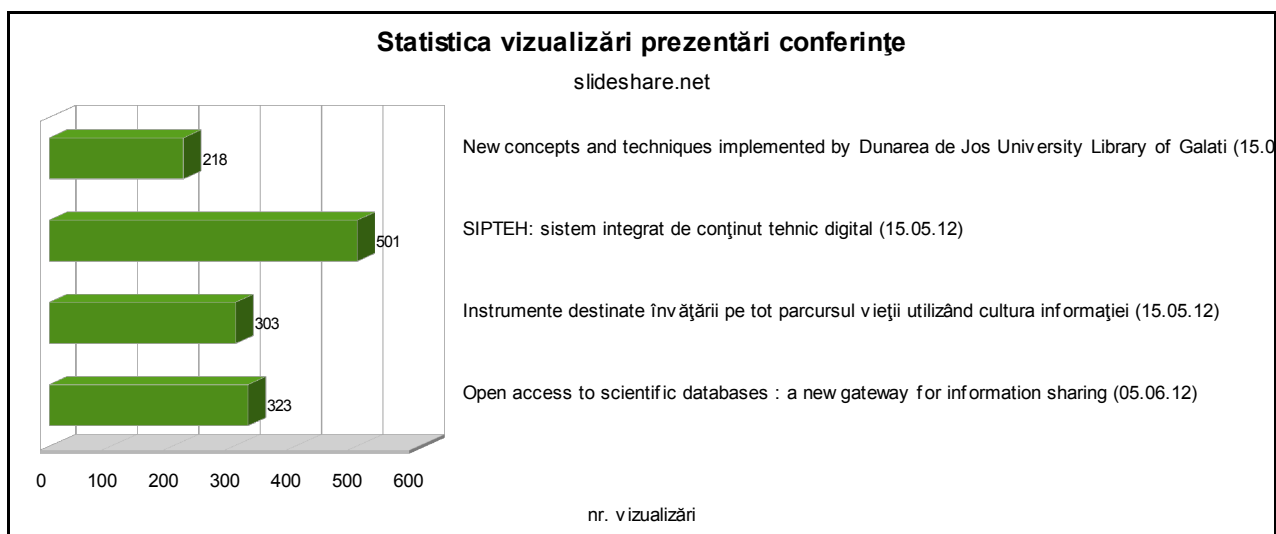 Statistica vizualizări prezentări conferinţe
slideshare.net
218
New concepts and techniques implemented by Dunarea de Jos University Library of Galati (15.0
501
SIPTEH: sistem integrat de conţinut tehnic digital (15.05.12)
303
Instrumente destinate învăţării pe tot parcursul vieţii utilizând cultura informaţiei (15.05.12)
323
Open access to scientific databases : a new gateway for information sharing (05.06.12)
0 100 200 300 400 500 600
nr. vizualizări